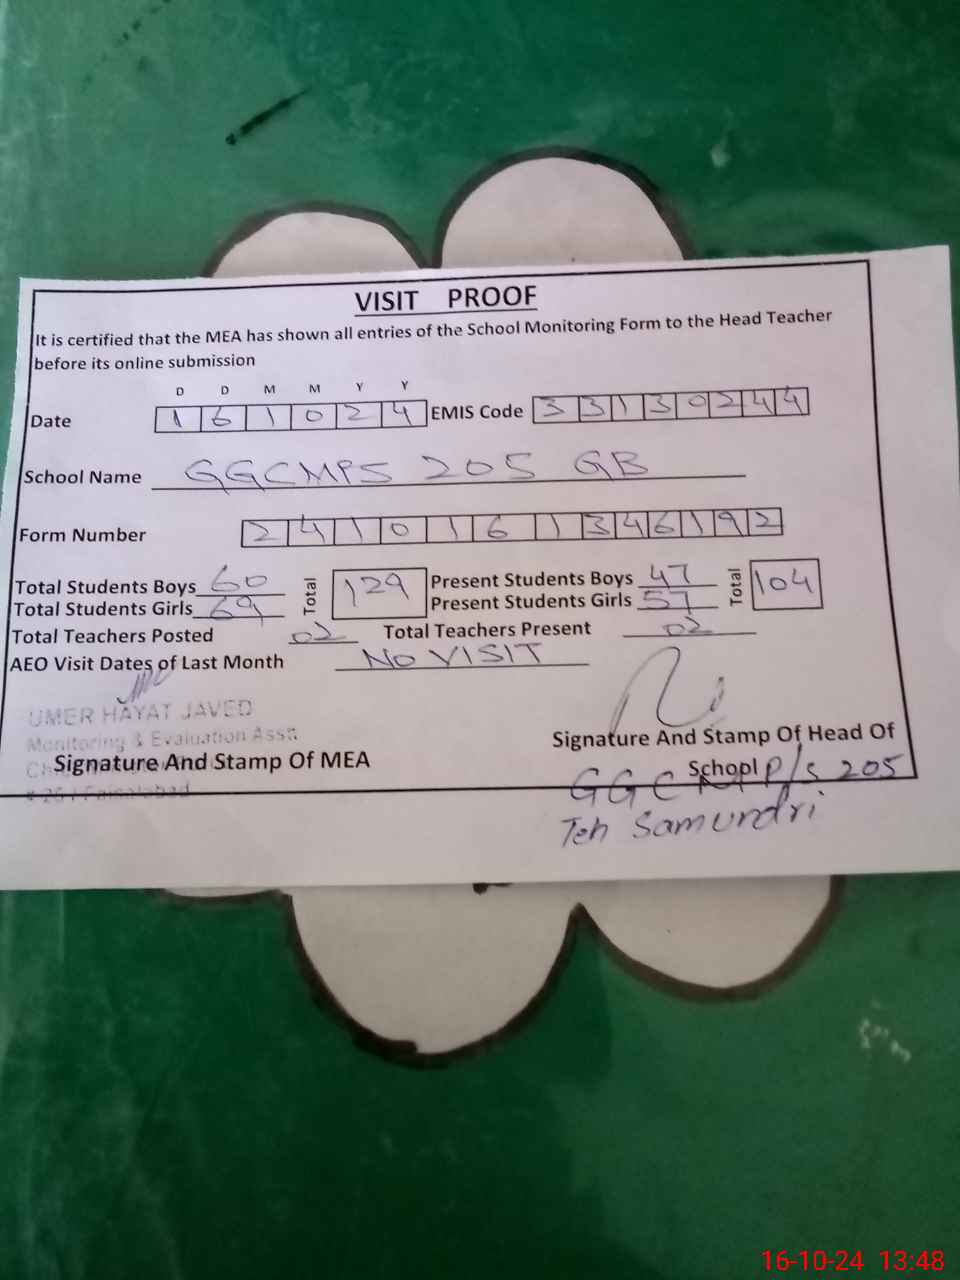 VISIT PROOF
It is certified that the MEA has shown all entries of the School Monitoring Form to the Head Teacher
before its online submission
D D M M Y Y
Date 1 6 1 0 2 4 EMIS Code 3 3 1 3 0 2 4 4
School Name GGCMPS 205 GB
Form Number 2 4 1 0 1 6 1 3 4 6 1 9 2
Total Students Boys 60 Total 129 Present Students Boys 47 Total 104
Total Students Girls 69 Present Students Girls 57
Total Teachers Posted 02 Total Teachers Present 02
AEO Visit Dates of Last Month NO VISIT
UMER HAYAT JAVED
Monitoring & Evaluation Asstt
Signature And Stamp Of MEA
Faisalabad
Signature And Stamp Of Head Of
School
GGCM P/S 205
Teh Samundri
16-10-24 13:48